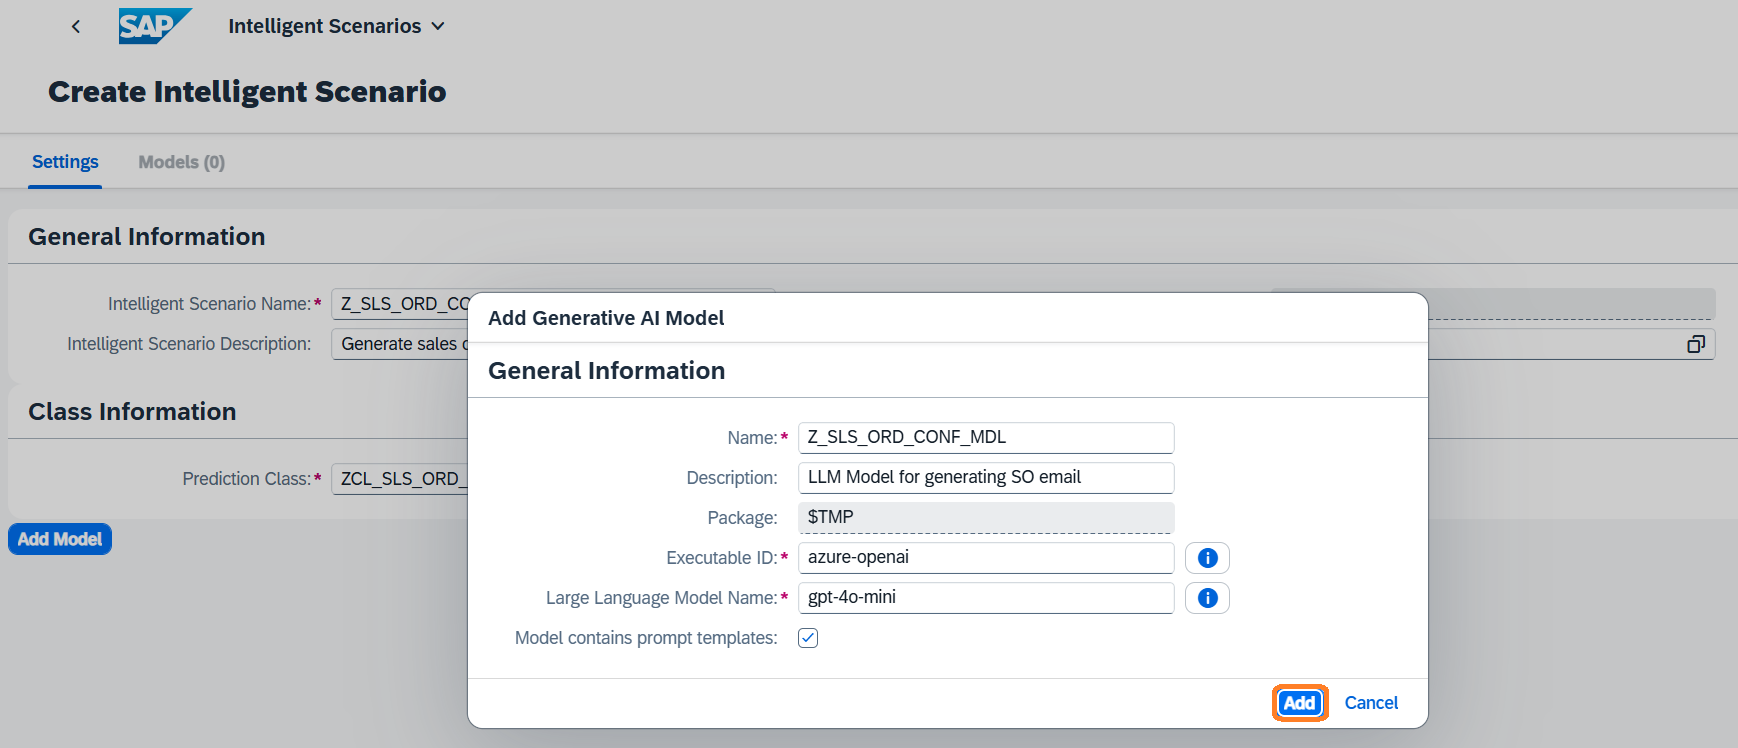 SAP Intelligent Scenarios
Create Intelligent Scenario
Settings Models (0)
General Information
Intelligent Scenario Name:* Z_SLS_ORD_CO
Intelligent Scenario Description: Generate sales
Class Information
Prediction Class:* ZCL_SLS_ORD_
Add Model
Add Generative AI Model
General Information
Name:* Z_SLS_ORD_CONF_MDL
Description: LLM Model for generating SO email
Package: $TMP
Executable ID:* azure-openai
Large Language Model Name:* gpt-4o-mini
Model contains prompt templates:
Add Cancel